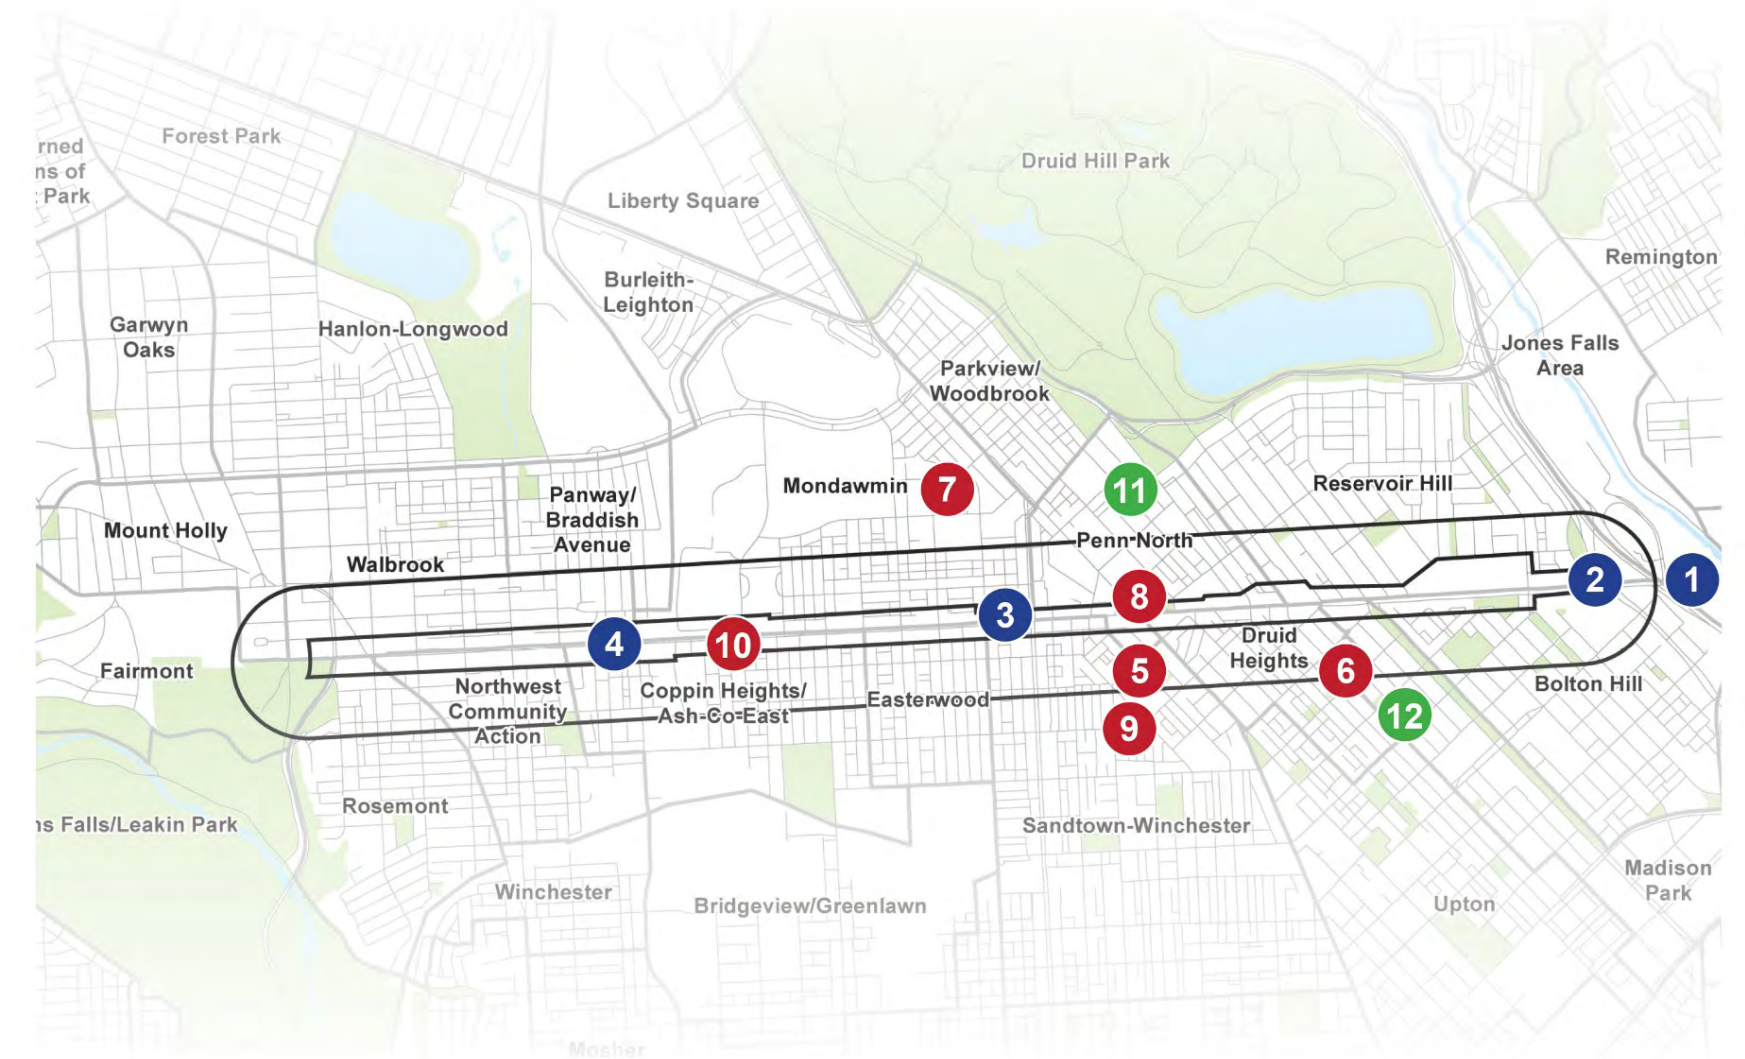 Forest Park
rned
ns of
Park
Druid Hill Park
Liberty Square
Remington
Burleith-
Leighton
Garwyn
Oaks
Hanlon-Longwood
Jones Falls
Area
Parkview/
Woodbrook
Mondawmin
7
11
Reservoir Hill
Panway/
Braddish
Avenue
Mount Holly
Penn-North
Walbrook
2
1
8
3
4
10
Druid
Heights
5
6
Fairmont
Bolton Hill
Northwest
Community
Action
Coppin Heights/
Ash-Co-East
Easterwood
12
9
Rosemont
ns Falls/Leakin Park
Sandtown-Winchester
Madison
Park
Winchester
Bridgeview/Greenlawn
Upton
Mosher